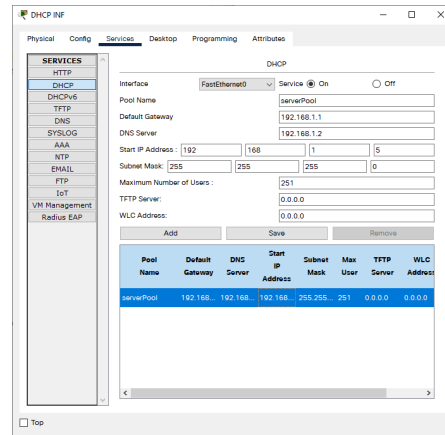 DHCP INF
Physical Config Services Desktop Programming Attributes
SERVICES
HTTP
DHCP
DHCPv6
TFTP
DNS
SYSLOG
AAA
NTP
EMAIL
FTP
IoT
VM Management
Radius EAP
DHCP
Interface FastEthernet0 Service On Off
Pool Name serverPool
Default Gateway 192.168.1.1
DNS Server 192.168.1.2
Start IP Address : 192 168 1 5
Subnet Mask: 255 255 255 0
Maximum Number of Users : 251
TFTP Server: 0.0.0.0
WLC Address: 0.0.0.0
Add Save Remove
Pool Name Default Gateway DNS Server Start IP Address Subnet Mask Max User TFTP Server WLC Address
serverPool 192.168... 192.168... 192.168... 255.255... 251 0.0.0.0 0.0.0.0
Top